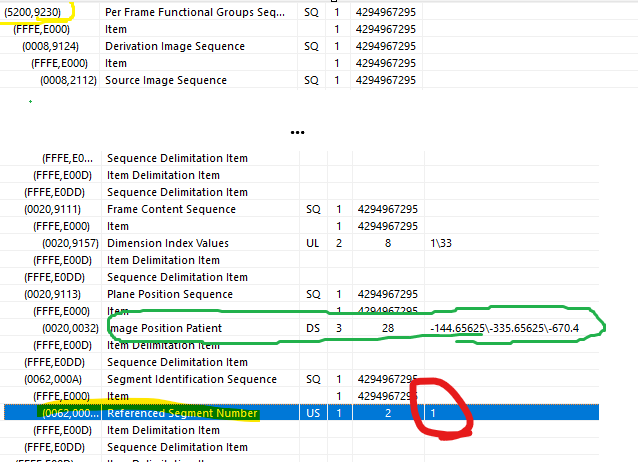 (5200,9230) Per Frame Functional Groups Seq... SQ 1 4294967295
(FFFE,E000) Item 1 4294967295
(0008,9124) Derivation Image Sequence SQ 1 4294967295
(FFFE,E000) Item 1 4294967295
(0008,2112) Source Image Sequence SQ 1 4294967295
...
(FFFE,E0... Sequence Delimitation Item
(FFFE,E00D) Item Delimitation Item
(FFFE,E0DD) Sequence Delimitation Item
(0020,9111) Frame Content Sequence SQ 1 4294967295
(FFFE,E000) Item 1 4294967295
(0020,9157) Dimension Index Values UL 2 8 1\33
(FFFE,E00D) Item Delimitation Item
(FFFE,E0DD) Sequence Delimitation Item
(0020,9113) Plane Position Sequence SQ 1 4294967295
(FFFE,E000) Item 1 4294967295
(0020,0032) Image Position Patient DS 3 28 -144.65625\-335.65625\-670.4
(FFFE,E00D) Item Delimitation Item
(FFFE,E0DD) Sequence Delimitation Item
(0062,000A) Segment Identification Sequence SQ 1 4294967295
(FFFE,E000) Item 1 4294967295
(0062,000... Referenced Segment Number US 1 2 1
(FFFE,E00D) Item Delimitation Item
(FFFE,E0DD) Sequence Delimitation Item
(FFFE,E00D) Item Delimitation Item